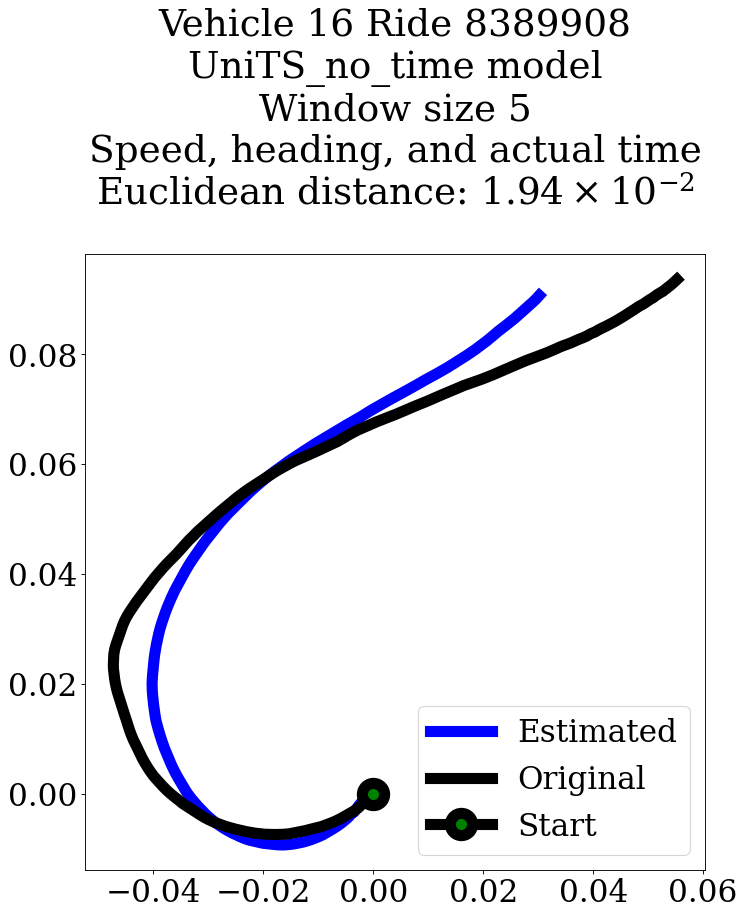 Vehicle 16 Ride 8389908
UniTS_no_time model
Window size 5
Speed, heading, and actual time
Euclidean distance: 1.94 × 10⁻²
0.08
0.06
0.04
0.02
0.00
Estimated
Original
Start
−0.04 −0.02 0.00 0.02 0.04 0.06